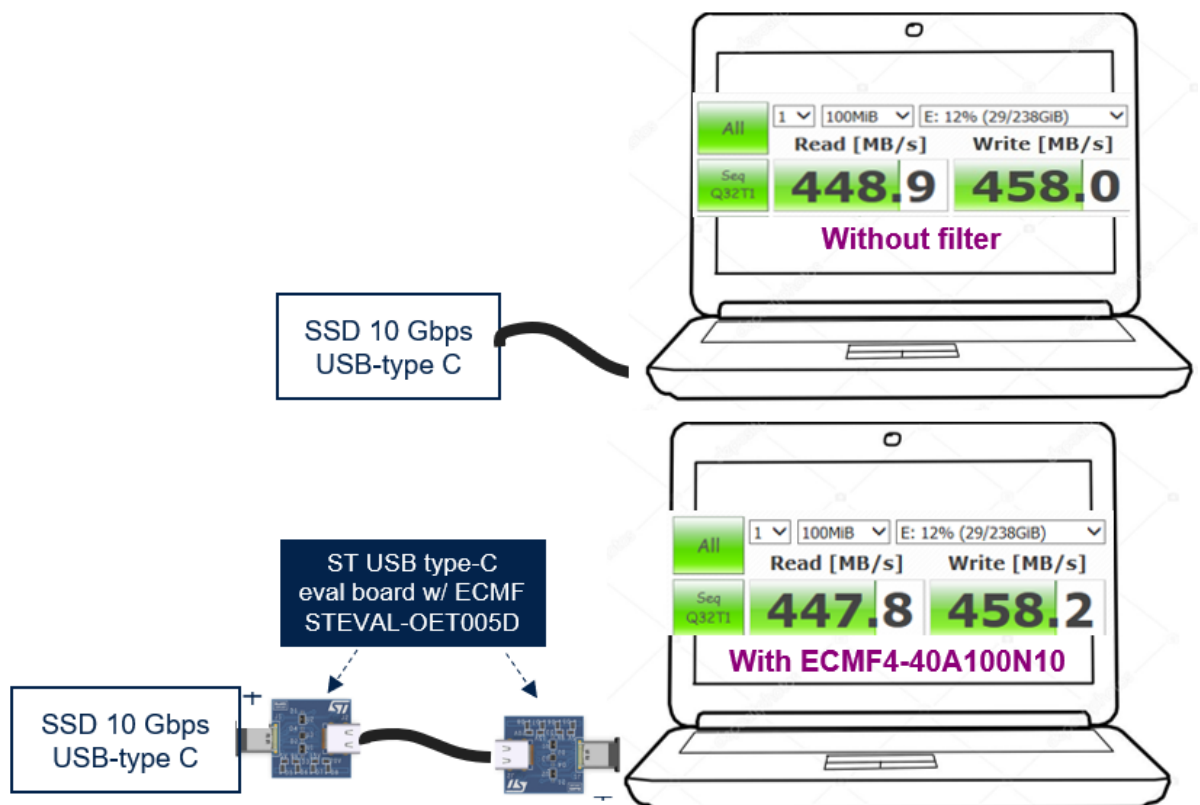 All
1
100MiB
E: 12% (29/238GiB)
Read [MB/s]
Write [MB/s]
Seq
Q32T1
448.9
458.0
Without filter
SSD 10 Gbps
USB-type C
All
1
100MiB
E: 12% (29/238GiB)
Read [MB/s]
Write [MB/s]
Seq
Q32T1
447.8
458.2
With ECMF4-40A100N10
ST USB type-C
eval board w/ ECMF
STEVAL-OET005D
SSD 10 Gbps
USB-type C